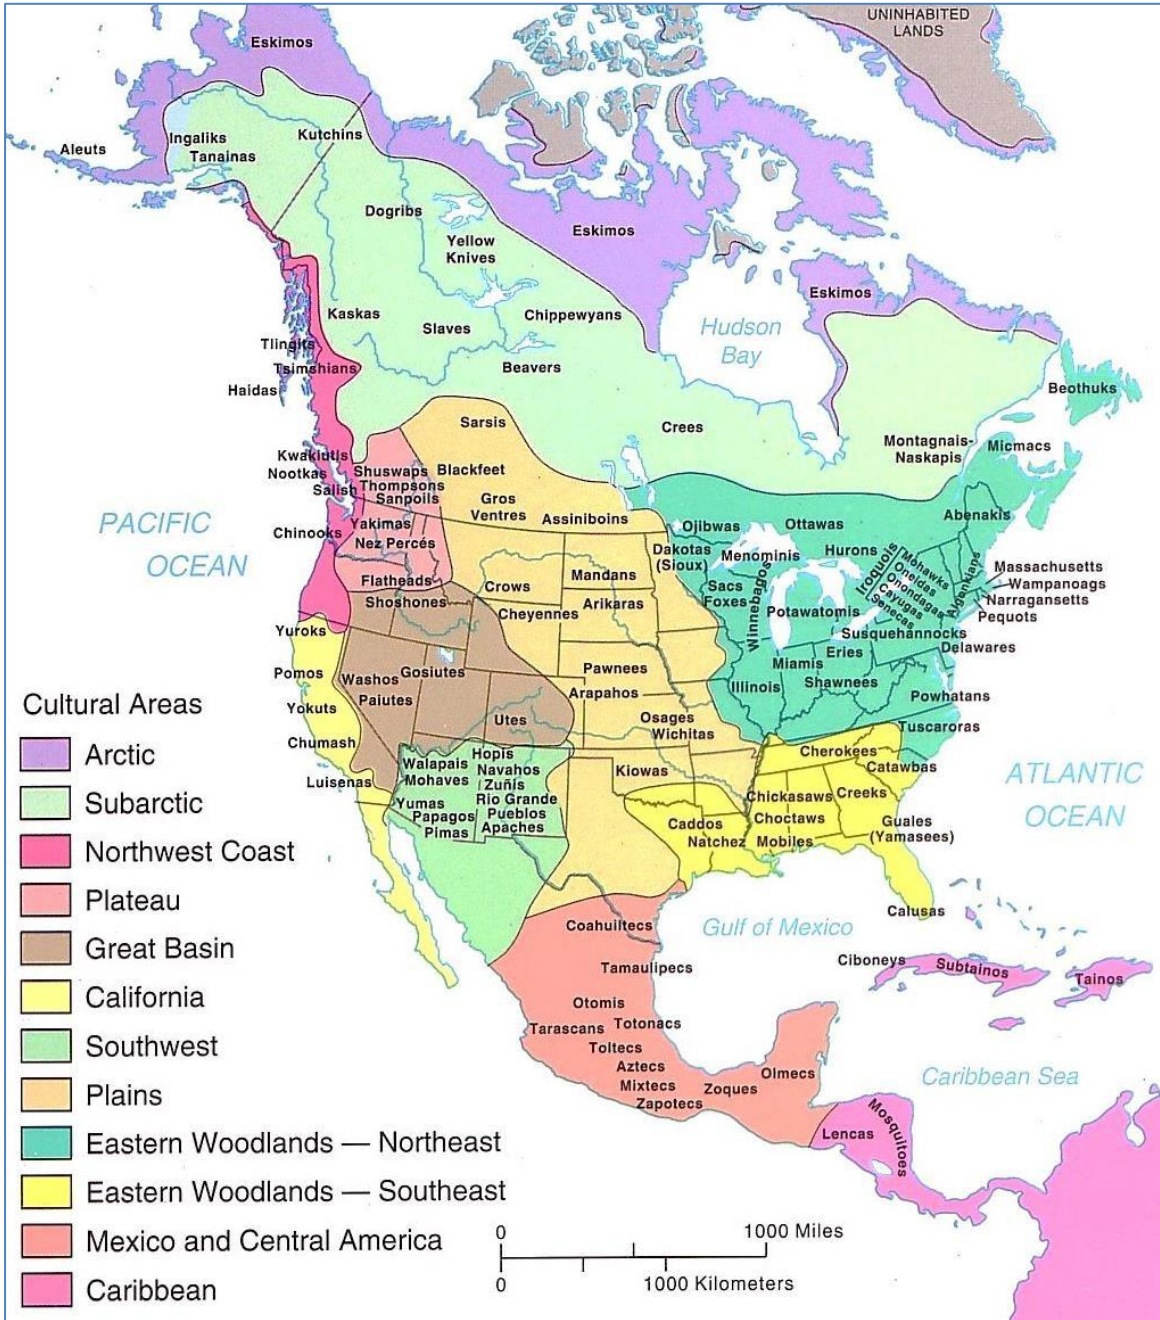 UNINHABITED
LANDS
Eskimos
Aleuts
Ingaliks
Tanainas
Kutchins
Dogribs
Yellow
Knives
Eskimos
Eskimos
Kaskas
Slaves
Chippewyans
Beavers
Hudson
Bay
Tlingits
Tsimshians
Haidas
Beothuks
Sarsis
Crees
Montagnais-
Naskapis
Micmacs
Kwakiutls
Nootkas
Salish
Shuswaps
Thompsons
Sanpoils
Blackfeet
Gros
Ventres
Assiniboins
PACIFIC
OCEAN
Chinooks
Yakimas
Nez Percés
Flatheads
Ojibwas
Ottawas
Abenakis
Dakotas
(Sioux)
Menominis
Hurons
Iroquois
Mohawks
Oneidas
Onondagas
Cayugas
Senecas
Algonkians
Massachusetts
Wampanoags
Narragansetts
Pequots
Crows
Mandans
Sacs
Foxes
Winnebagos
Potawatomis
Shoshones
Cheyennes
Arikaras
Susquehannocks
Delawares
Yuroks
Pomos
Washos
Gosiutes
Paiutes
Pawnees
Arapahos
Miamis
Eries
Illinois
Shawnees
Powhatans
Yokuts
Utes
Osages
Wichitas
Tuscaroras
Chumash
Luisenas
Walapais
Mohaves
Hopis
Navahos
Zuñis
Rio Grande
Pueblos
Apaches
Yumas
Papagos
Pimas
Kiowas
Cherokees
Catawbas
Chickasaws
Creeks
Caddos
Choctaws
Natchez
Mobiles
Guales
(Yamasees)
ATLANTIC
OCEAN
Calusas
Gulf of Mexico
Coahuiltecs
Tamaulipecs
Ciboneys
Subtainos
Tainos
Otomis
Tarascans
Totonacs
Toltecs
Aztecs
Mixtecs
Zapotecs
Zoques
Olmecs
Caribbean Sea
Lencas
Mosquitoes
Cultural Areas
Arctic
Subarctic
Northwest Coast
Plateau
Great Basin
California
Southwest
Plains
Eastern Woodlands — Northeast
Eastern Woodlands — Southeast
Mexico and Central America
Caribbean
0
1000 Miles
0
1000 Kilometers